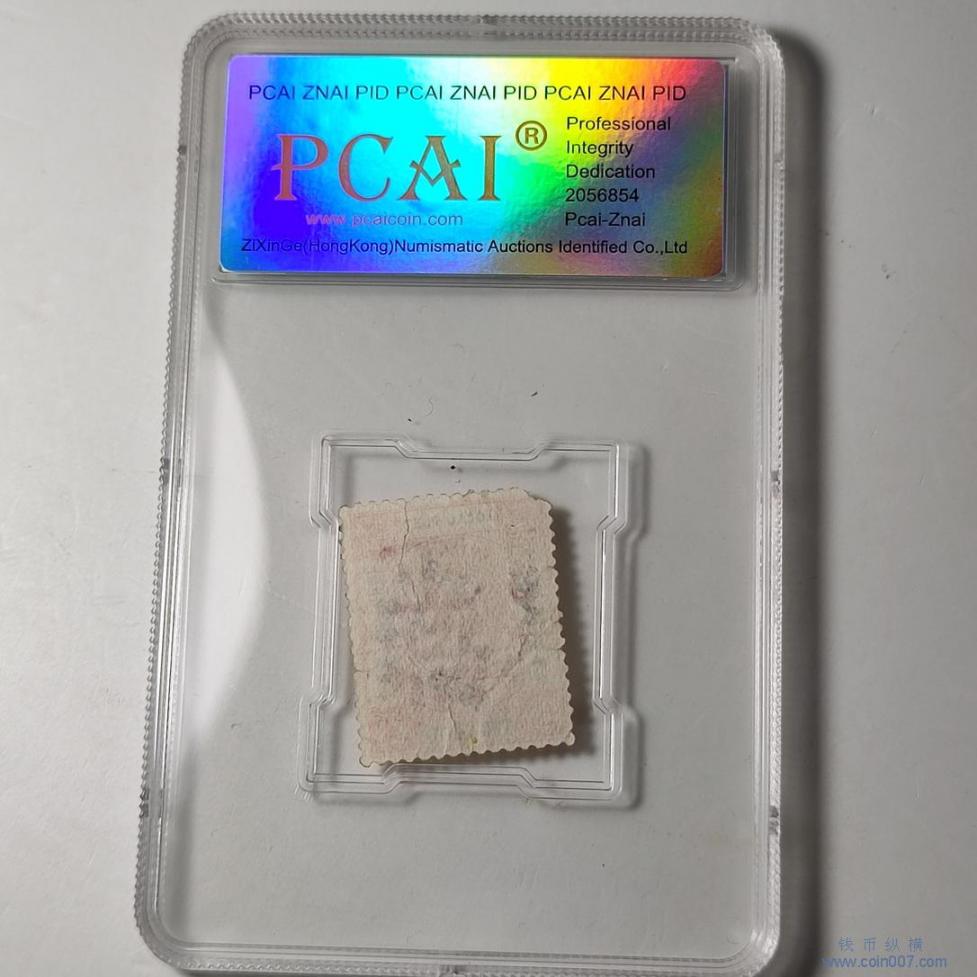 PCAI ZNAI PID PCAI ZNAI PID PCAI ZNAI PID
PCAI®
www.pcaicoin.com
Professional
Integrity
Dedication
2056854
Pcai-Znai
ZiXinGe(HongKong)Numismatic Auctions Identified Co.,Ltd
钱币纵横
www.coin007.com